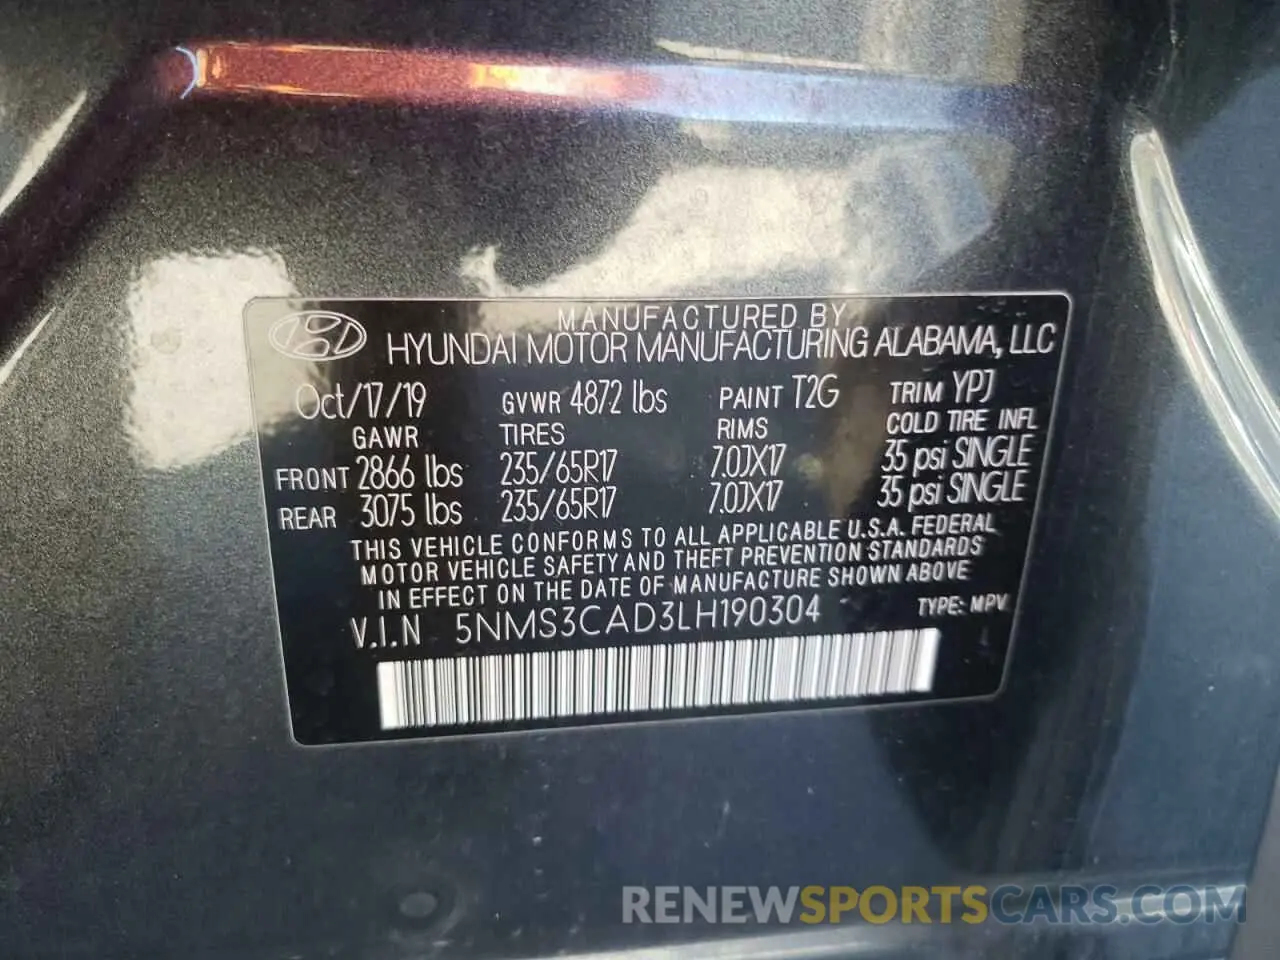 MANUFACTURED BY
HYUNDAI MOTOR MANUFACTURING ALABAMA, LLC
Oct/17/19 GVWR 4872 lbs PAINT T2G TRIM YPJ
GAWR TIRES RIMS COLD TIRE INFL
FRONT 2866 lbs 235/65R17 7.0JX17 35 psi SINGLE
REAR 3075 lbs 235/65R17 7.0JX17 35 psi SINGLE
THIS VEHICLE CONFORMS TO ALL APPLICABLE U.S.A. FEDERAL
MOTOR VEHICLE SAFETY AND THEFT PREVENTION STANDARDS
IN EFFECT ON THE DATE OF MANUFACTURE SHOWN ABOVE
V.I.N 5NMS3CAD3LH190304 TYPE: MPV
RENEWSPORTSCARS.COM